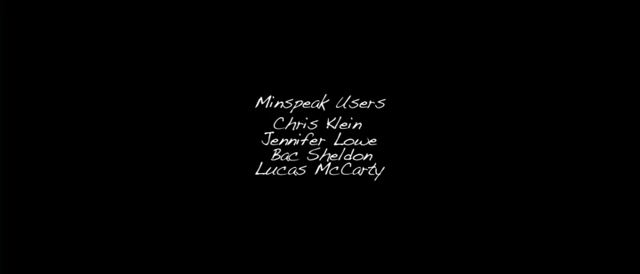 Minspeak Users
Chris Klein
Jennifer Lowe
Bac Sheldon
Lucas McCarty